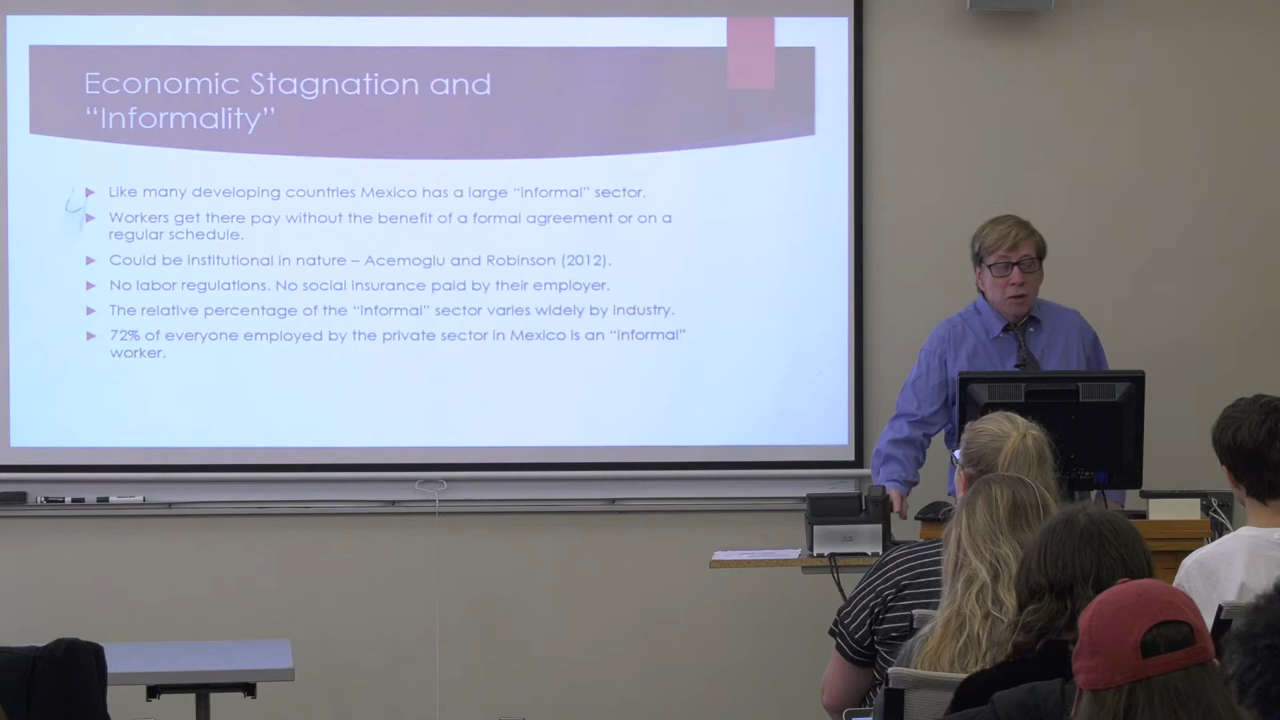 Economic Stagnation and
“Informality”
Like many developing countries Mexico has a large “informal” sector.
Workers get there pay without the benefit of a formal agreement or on a
regular schedule.
Could be institutional in nature – Acemoglu and Robinson (2012).
No labor regulations. No social insurance paid by their employer.
The relative percentage of the “informal” sector varies widely by industry.
72% of everyone employed by the private sector in Mexico is an “informal”
worker.